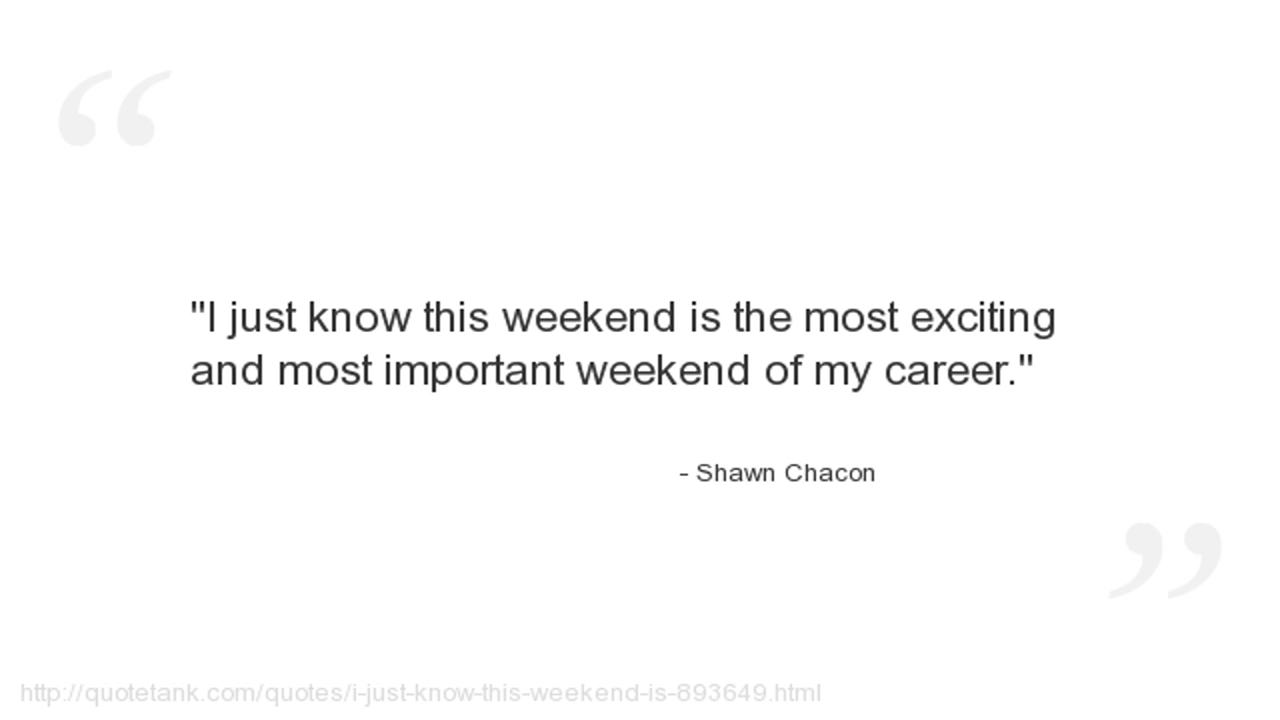 "I just know this weekend is the most exciting
and most important weekend of my career."
- Shawn Chacon
http://quotetank.com/quotes/i-just-know-this-weekend-is-893649.html